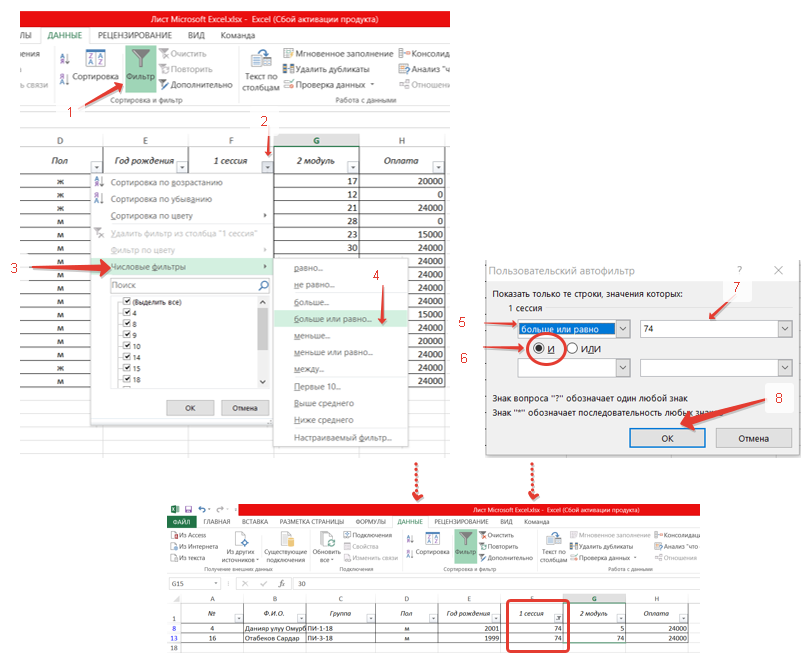 Лист Microsoft Excel.xlsx - Excel (Сбой активации продукта)
ЛЫ ДАННЫЕ РЕЦЕНЗИРОВАНИЕ ВИД Команда
ения
ва связи
Сортировка Фильтр
Очистить
Повторить
Дополнительно
Сортировка и фильтр
Текст по столбцам
Мгновенное заполнение
Удалить дубликаты
Проверка данных
Консолид
Анализ "ч
Отношени
Работа с данными
1
2
D E F G H
Пол Год рождения 1 сессия 2 модуль Оплата
ж 17 20000
ж 12 0
ж 21 24000
м 28 0
м 23 15000
м 30 24000
м 24000
м 24000
м 24000
м 15000
м 24000
м 20000
ж 24000
м 24000
Сортировка по возрастанию
Сортировка по убыванию
Сортировка по цвету
Удалить фильтр из столбца "1 сессия"
Фильтр по цвету
3
Числовые фильтры
Поиск
(Выделить все)
4
8
9
10
14
15
18
ОК Отмена
4
равно...
не равно...
больше...
больше или равно...
меньше...
меньше или равно...
между...
Первые 10...
Выше среднего
Ниже среднего
Настраиваемый фильтр...
Пользовательский автофильтр
?
Показать только те строки, значения которых:
1 сессия
7
5
больше или равно 74
6
И ИЛИ
Знак вопроса "?" обозначает один любой знак
Знак "*" обозначает последовательность любых
8
ОК Отмена
Лист Microsoft Excel.xlsx - Excel (Сбой активации продукта)
ФАЙЛ ГЛАВНАЯ ВСТАВКА РАЗМЕТКА СТРАНИЦЫ ФОРМУЛЫ ДАННЫЕ РЕЦЕНЗИРОВАНИЕ ВИД Команда
Из Access
Из Интернета
Из текста
Из других источников
Существующие подключения
Получение внешних данных
Обновить все
Подключения
Свойства
Изменить связи
Подключения
Сортировка Фильтр
Очистить
Повторить
Дополнительно
Сортировка и фильтр
Текст по столбцам
Мгновенное заполнение
Удалить дубликаты
Проверка данных
Консолид
Анализ "что
Отношения
Работа с данными
G15 fx 30
A B C D E F G H
1 № Ф.И.О. Группа Пол Год рождения 1 сессия 2 модуль Оплата
8 4 Данияр улуу Омурб ПИ-1-18 м 2001 74 5 24000
13 16 Отабеков Сардар ПИ-3-18 м 1999 74 74 24000
18